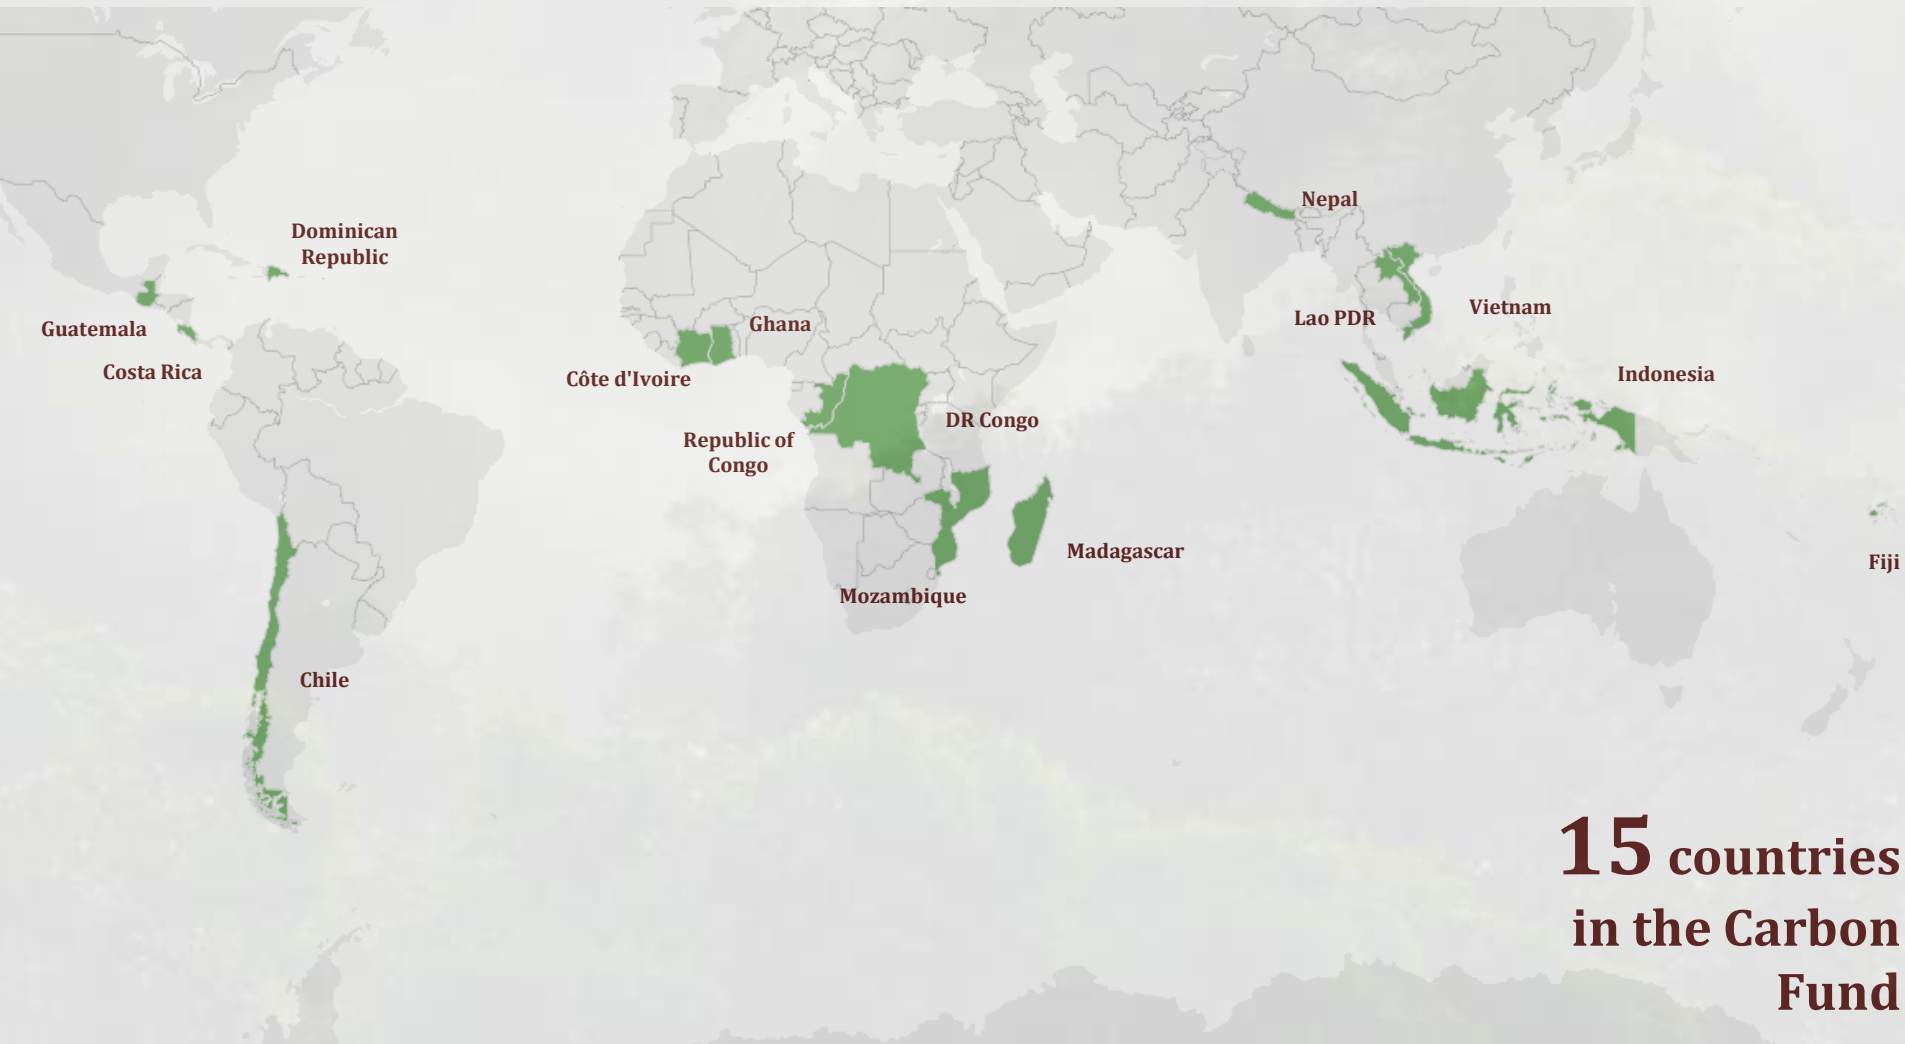 Nepal
Dominican
Republic
Vietnam
Lao PDR
Ghana
Guatemala
Costa Rica
Côte d'Ivoire
Indonesia
DR Congo
Republic of
Congo
Madagascar
Fiji
Mozambique
Chile
15 countries
in the Carbon
Fund